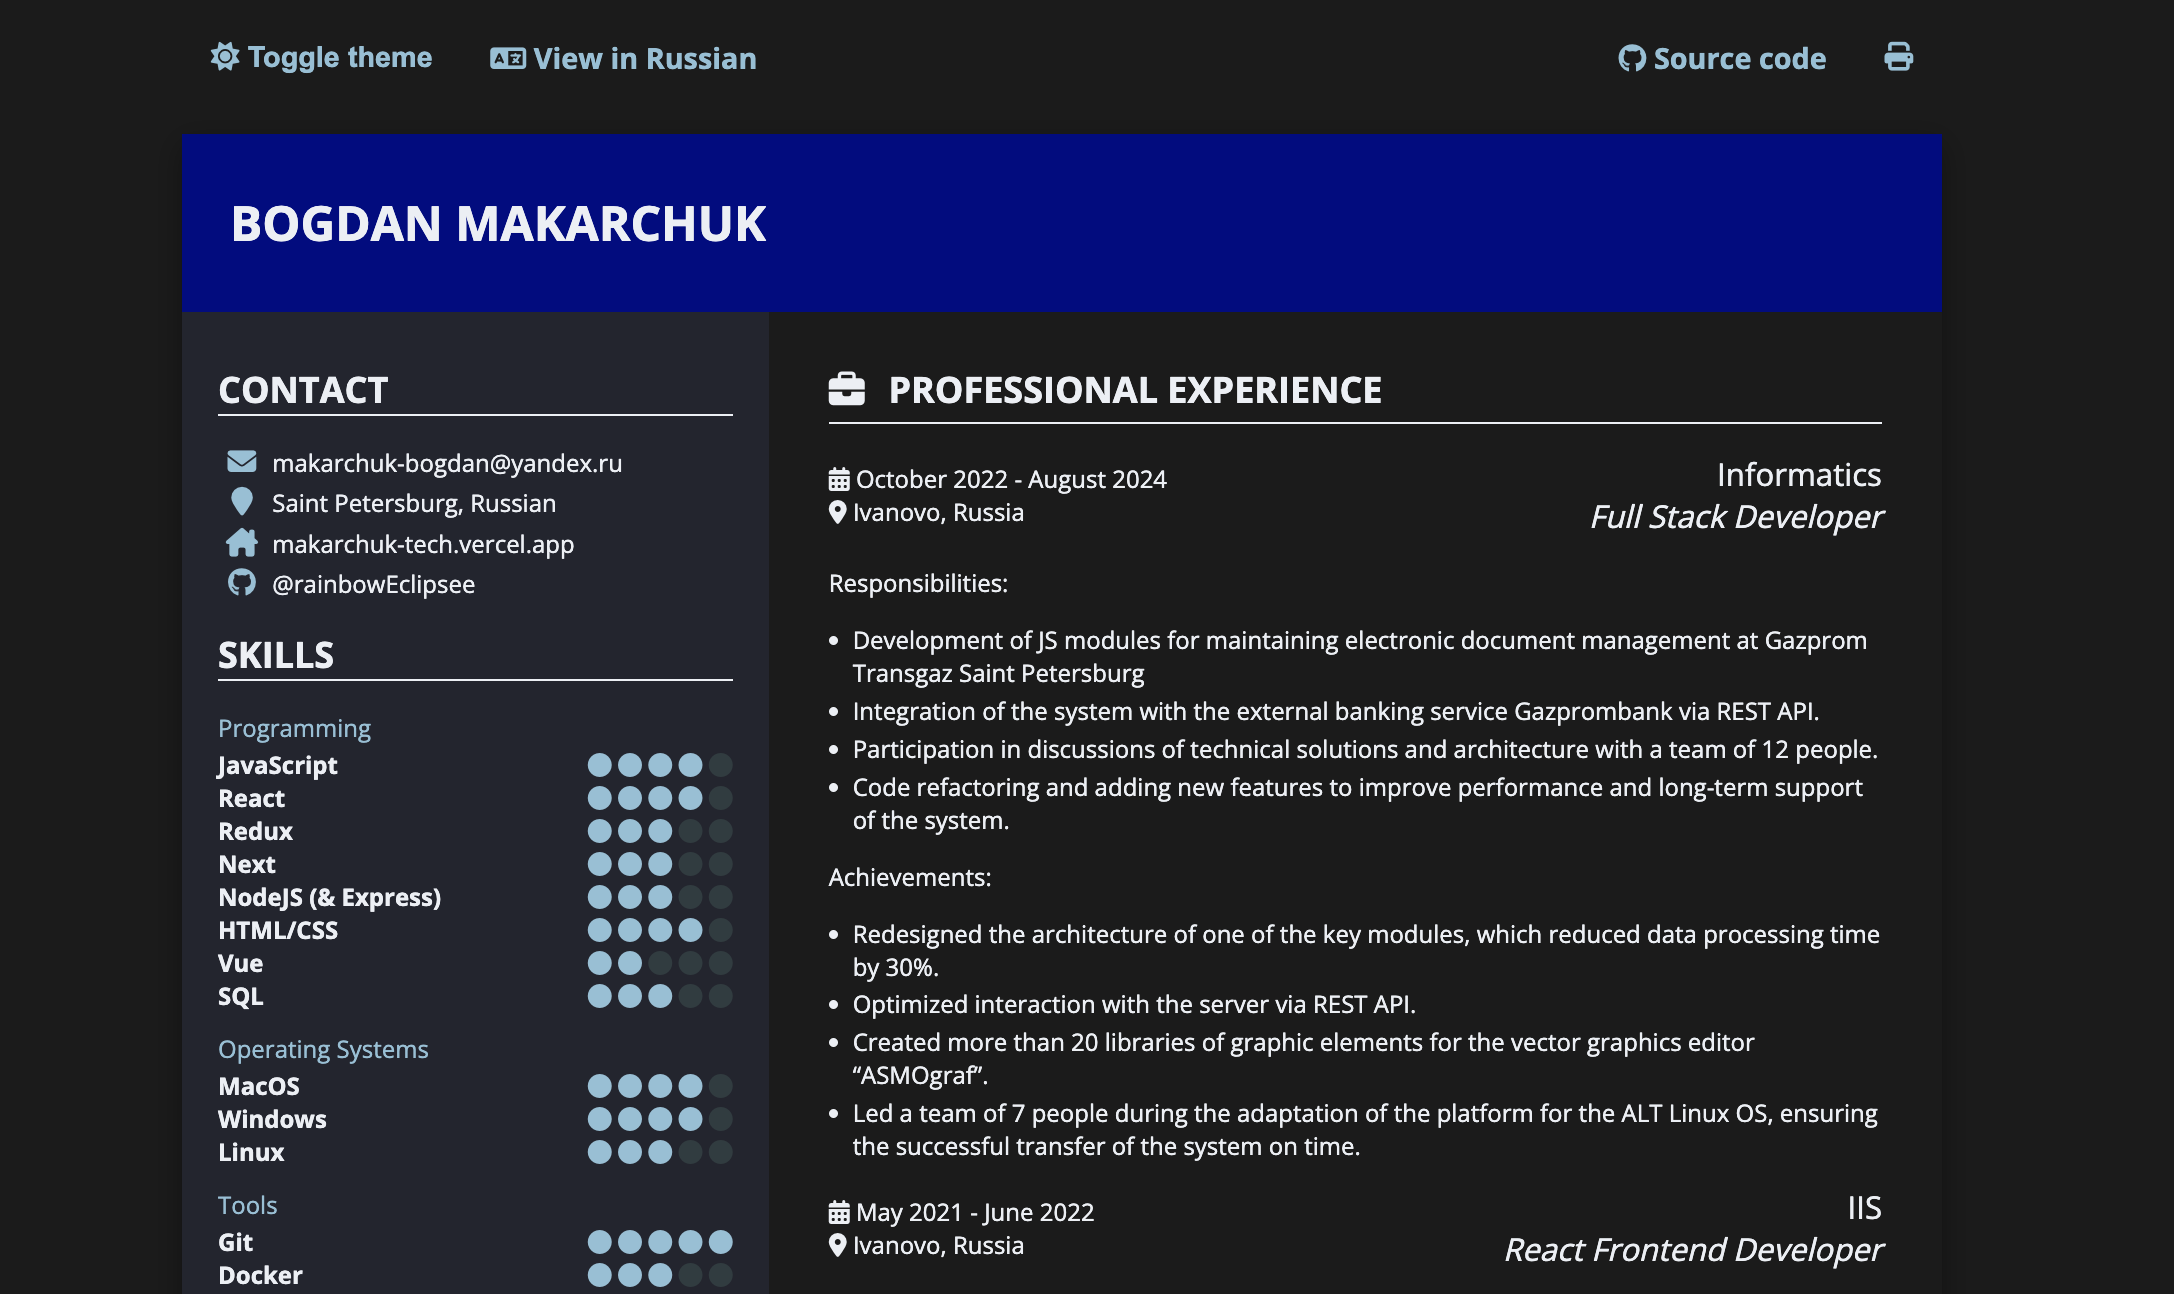 Toggle theme
View in Russian
Source code
BOGDAN MAKARCHUK
CONTACT
makarchuk-bogdan@yandex.ru
Saint Petersburg, Russian
makarchuk-tech.vercel.app
@rainbowEclipsee
SKILLS
Programming
JavaScript
React
Redux
Next
NodeJS (& Express)
HTML/CSS
Vue
SQL
Operating Systems
MacOS
Windows
Linux
Tools
Git
Docker
PROFESSIONAL EXPERIENCE
October 2022 - August 2024
Ivanovo, Russia
Informatics
Full Stack Developer
Responsibilities:
• Development of JS modules for maintaining electronic document management at Gazprom
Transgaz Saint Petersburg
• Integration of the system with the external banking service Gazprombank via REST API.
• Participation in discussions of technical solutions and architecture with a team of 12 people.
• Code refactoring and adding new features to improve performance and long-term support
of the system.
Achievements:
• Redesigned the architecture of one of the key modules, which reduced data processing time
by 30%.
• Optimized interaction with the server via REST API.
• Created more than 20 libraries of graphic elements for the vector graphics editor
“ASMOgraf”.
• Led a team of 7 people during the adaptation of the platform for the ALT Linux OS, ensuring
the successful transfer of the system on time.
May 2021 - June 2022
Ivanovo, Russia
IIS
React Frontend Developer